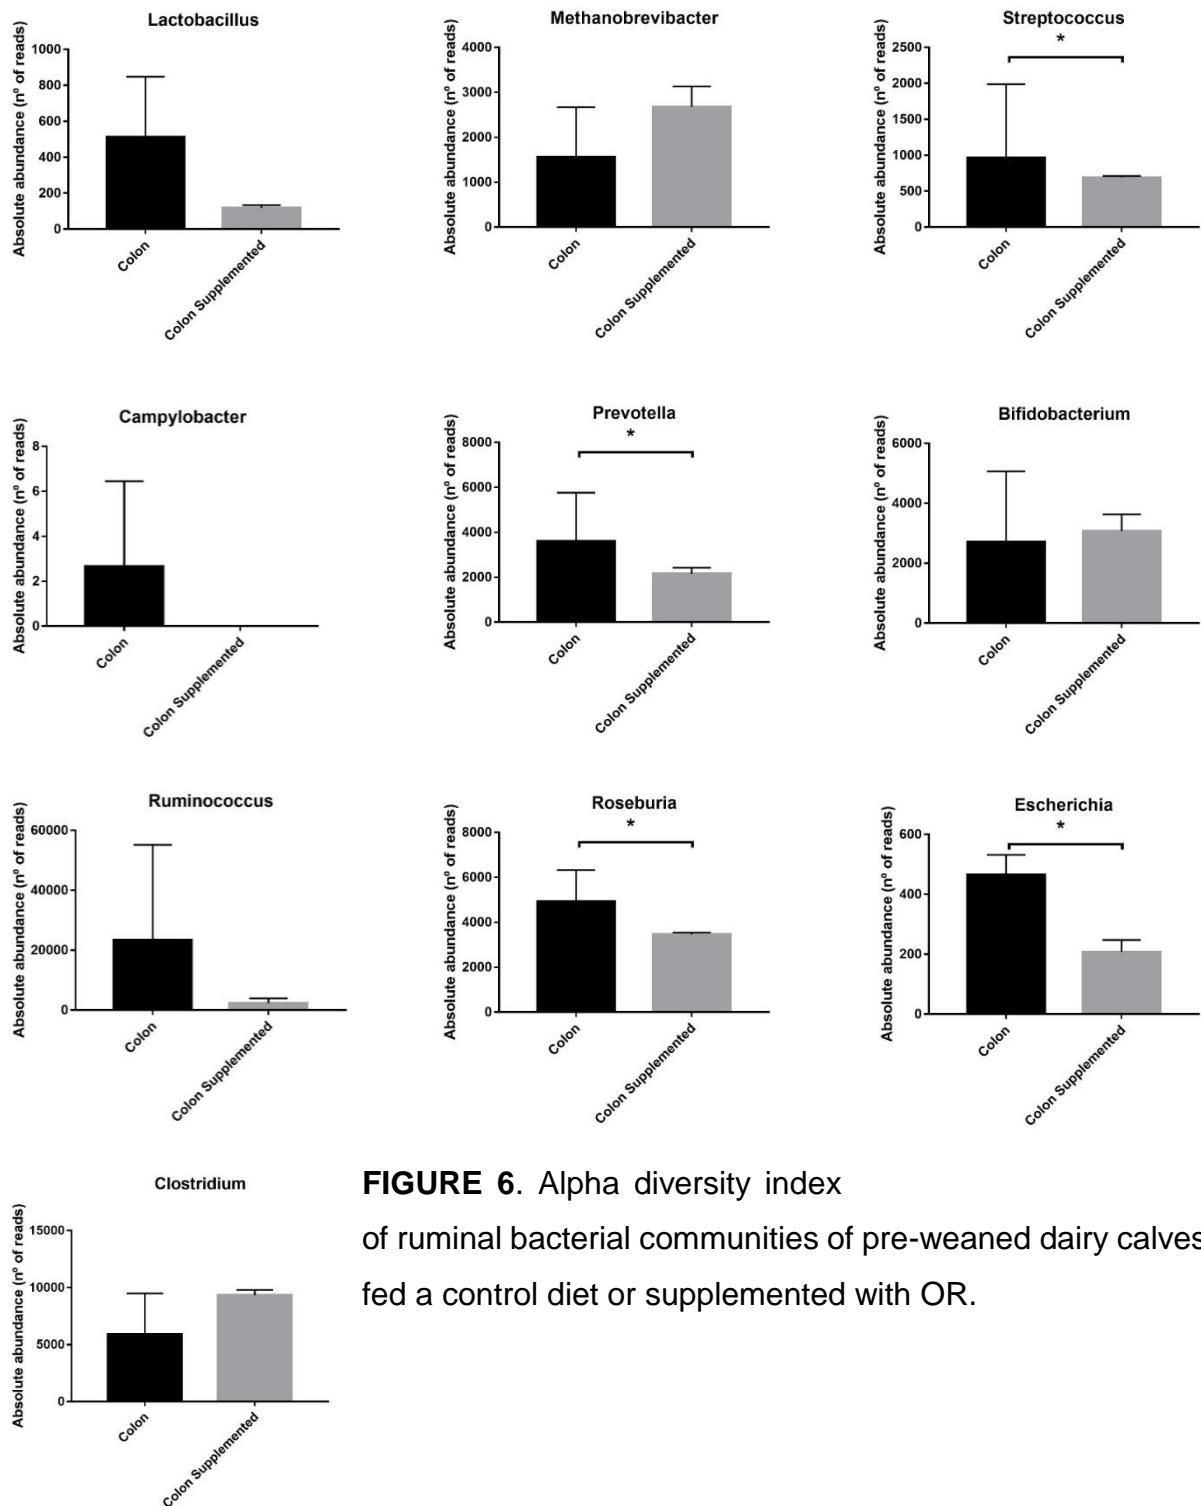 Lactobacillus
Absolute abundance (nº of reads)
1000
800
600
400
200
0
Colon
Colon Supplemented
Methanobrevibacter
Absolute abundance (nº of reads)
4000
3000
2000
1000
0
Colon
Colon Supplemented
Streptococcus
*
Absolute abundance (nº of reads)
2500
2000
1500
1000
500
0
Colon
Colon Supplemented
Campylobacter
Absolute abundance (nº of reads)
8
6
4
2
0
Colon
Colon Supplemented
Prevotella
*
Absolute abundance (nº of reads)
8000
6000
4000
2000
0
Colon
Colon Supplemented
Bifidobacterium
Absolute abundance (nº of reads)
6000
4000
2000
0
Colon
Colon Supplemented
Ruminococcus
Absolute abundance (nº of reads)
60000
40000
20000
0
Colon
Colon Supplemented
Roseburia
*
Absolute abundance (nº of reads)
8000
6000
4000
2000
0
Colon
Colon Supplemented
Escherichia
*
Absolute abundance (nº of reads)
600
400
200
0
Colon
Colon Supplemented
Clostridium
Absolute abundance (nº of reads)
15000
10000
5000
0
Colon
Colon Supplemented
FIGURE 6. Alpha diversity index
of ruminal bacterial communities of pre-weaned dairy calves
fed a control diet or supplemented with OR.